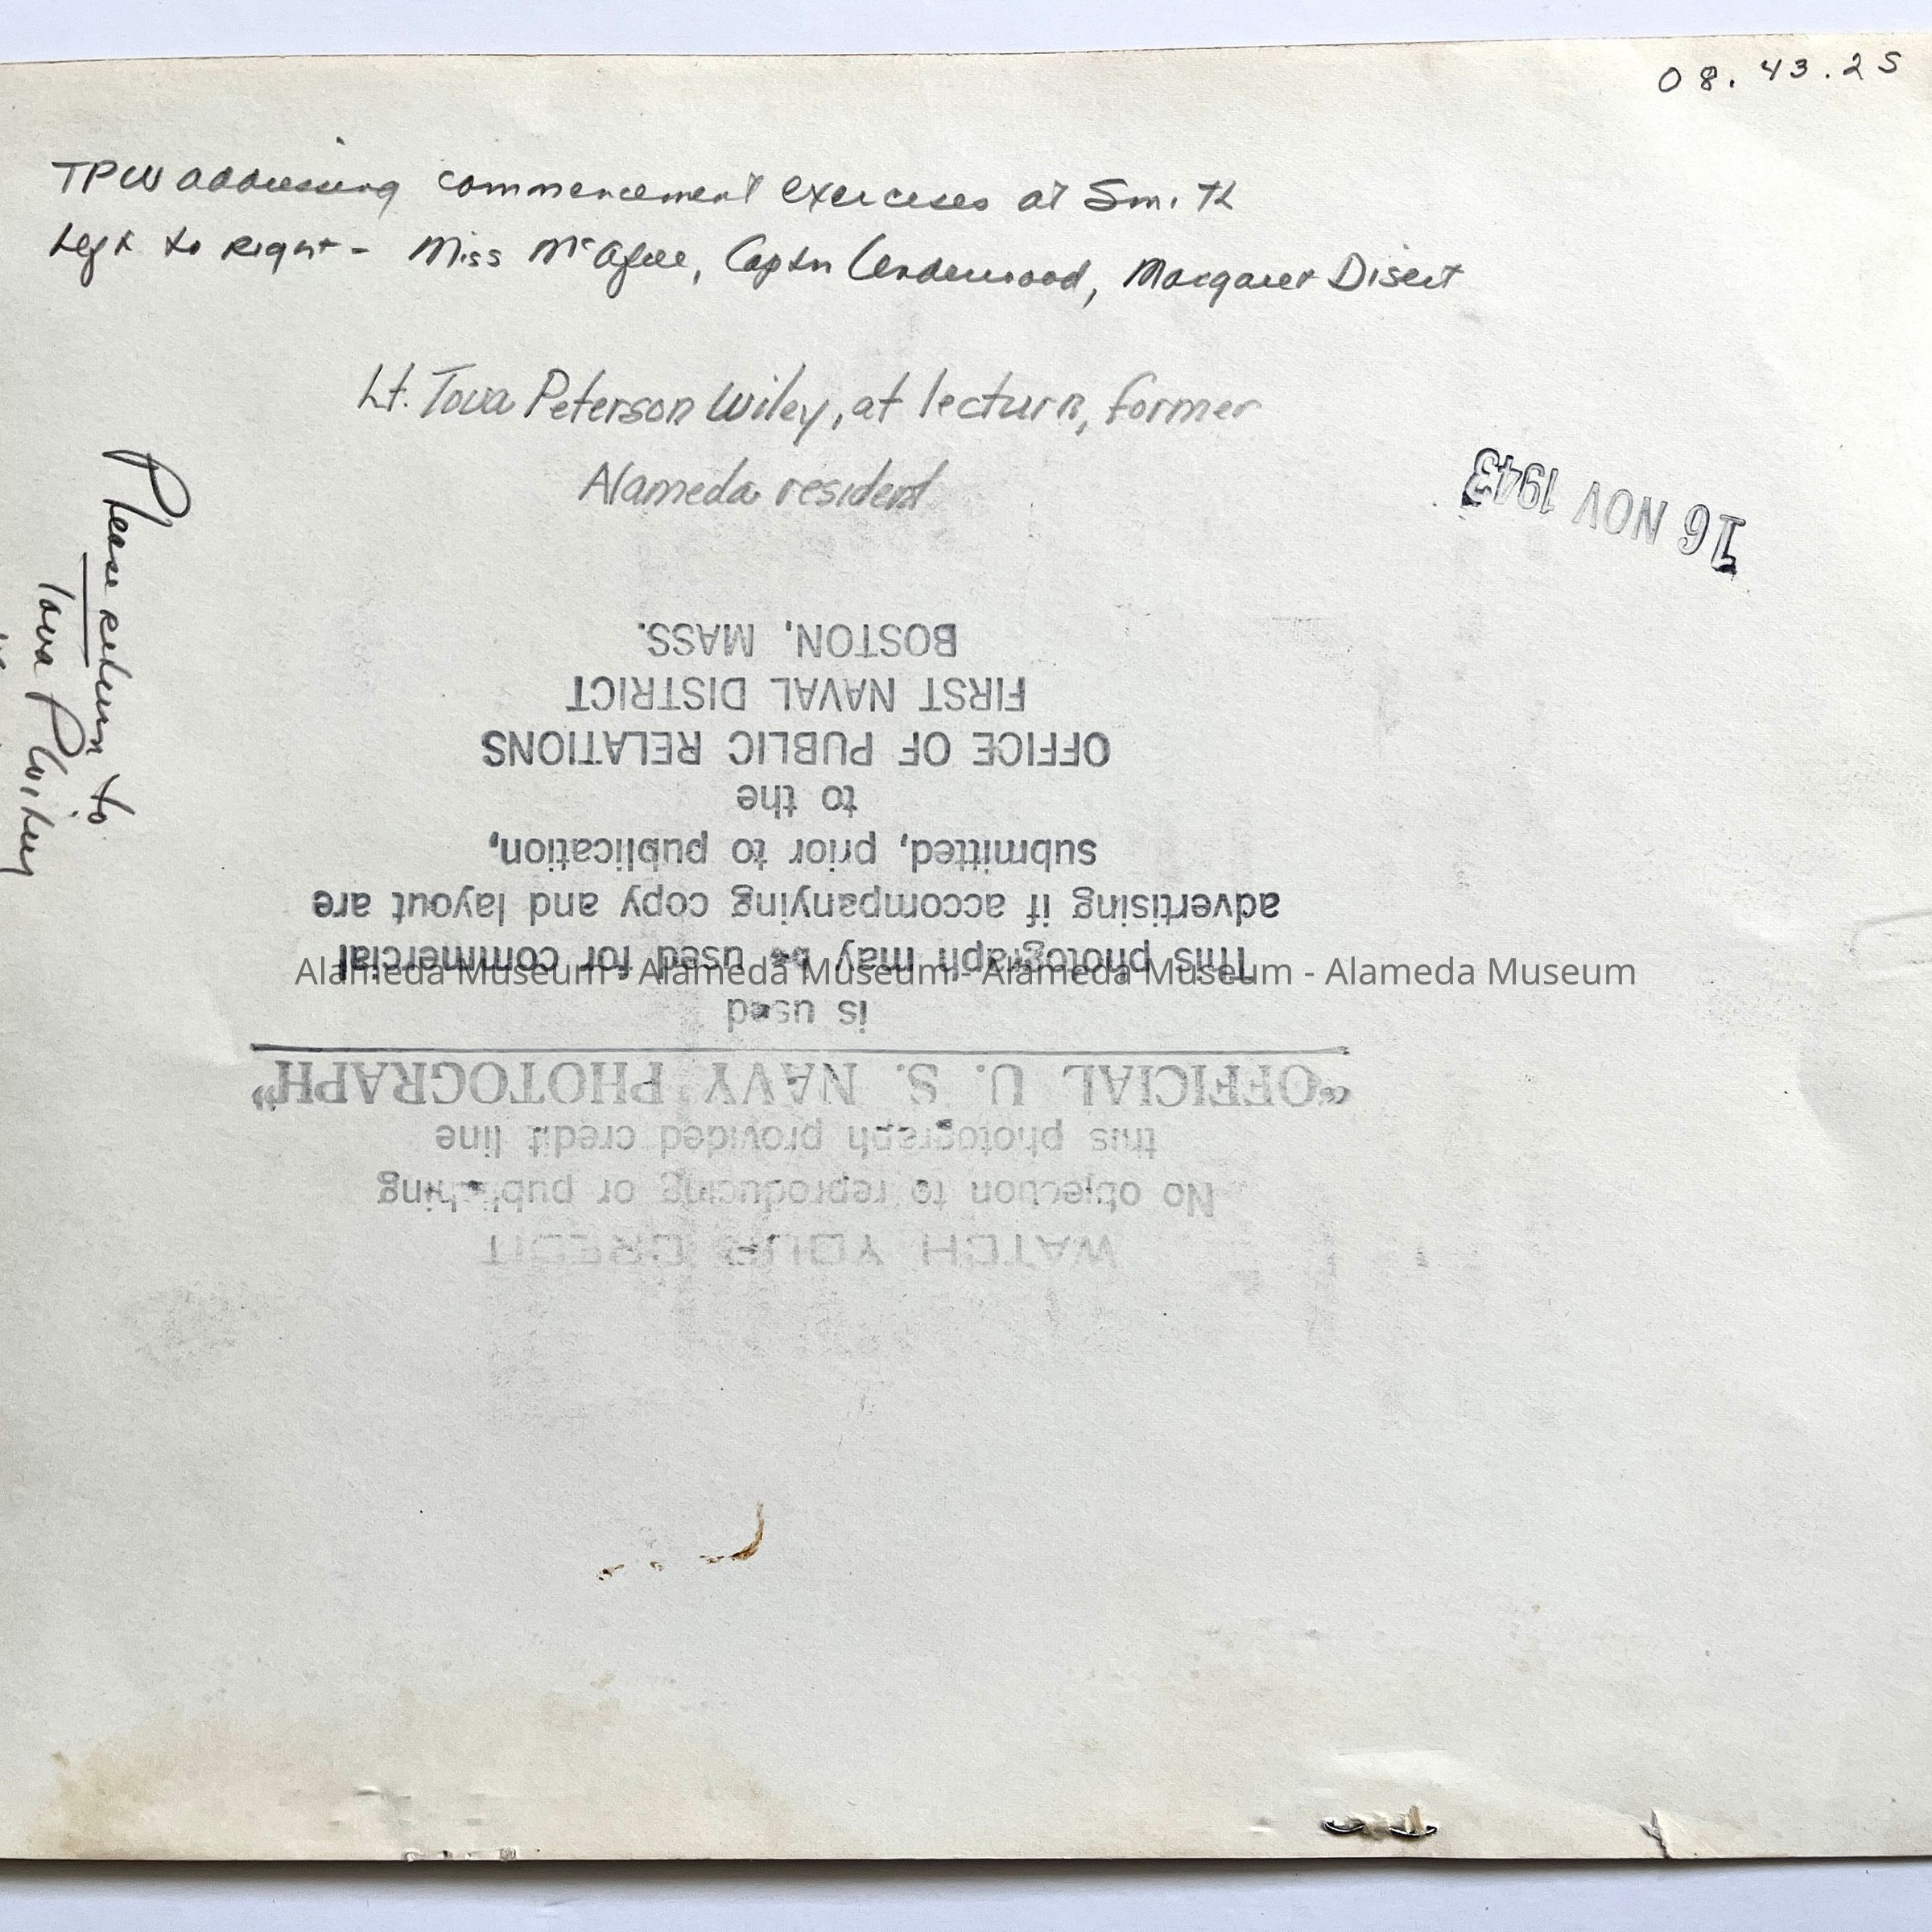 08.43.25
TPW addressing commencement exercises at Smith
Left to Right - Miss McAfee, Captn Underwood, Margaret Disert
Lt. Tova Peterson Wiley, at lecturn, former
Alameda resident
Please return to
Tova P Wiley
16 NOV 1943
WATCH YOUR CREDIT
No objection to reproducing or publishing
this photograph provided credit line
"OFFICIAL U. S. NAVY PHOTOGRAPH"
is used
This photograph may be used for commercial
advertising if accompanying copy and layout are
submitted, prior to publication,
to the
OFFICE OF PUBLIC RELATIONS
FIRST NAVAL DISTRICT
BOSTON, MASS.
Alameda Museum - Alameda Museum - Alameda Museum - Alameda Museum